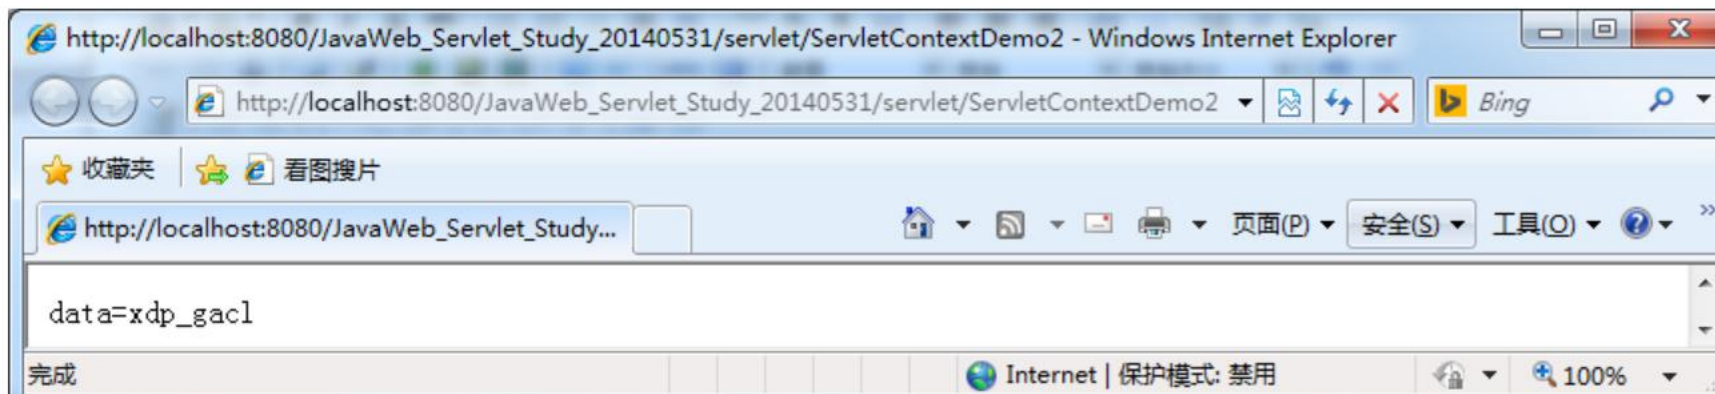 http://localhost:8080/JavaWeb_Servlet_Study_20140531/servlet/ServletContextDemo2 - Windows Internet Explorer
http://localhost:8080/JavaWeb_Servlet_Study_20140531/servlet/ServletContextDemo2 Bing
收藏夹 看图搜片
http://localhost:8080/JavaWeb_Servlet_Study... 页面(P) 安全(S) 工具(O)
data=xdp_gacl
完成 Internet | 保护模式: 禁用 100%